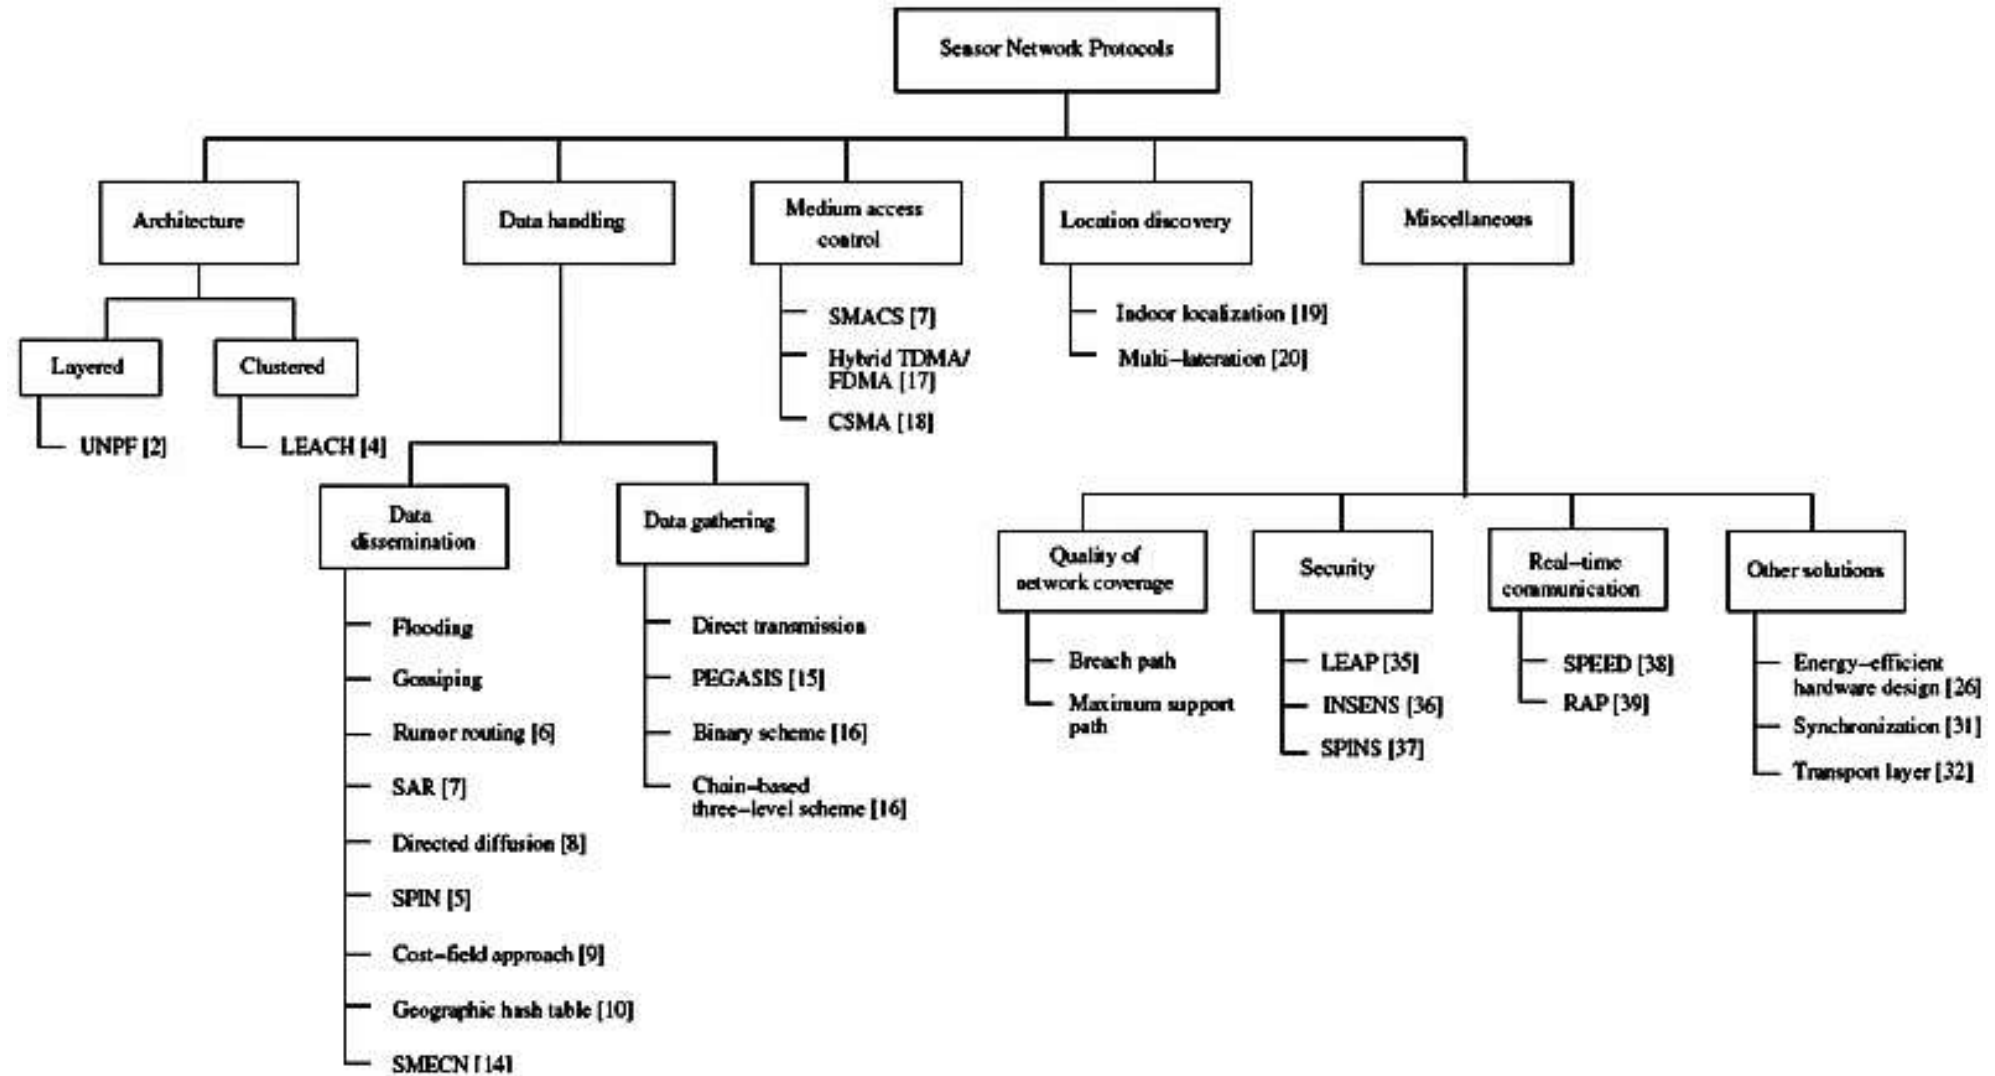 Sensor Network Protocols
Architecture
Data handling
Medium access
control
Location discovery
Miscellaneous
Layered
Clustered
UNPF [2]
LEACH [4]
SMACS [7]
Hybrid TDMA/
FDMA [17]
CSMA [18]
Indoor localization [19]
Multi-lateration [20]
Data
dissemination
Data gathering
Flooding
Gossiping
Rumor routing [6]
SAR [7]
Directed diffusion [8]
SPIN [5]
Cost-field approach [9]
Geographic hash table [10]
SMECN [14]
Direct transmission
PEGASIS [15]
Binary scheme [16]
Chain-based
three-level scheme [16]
Quality of
network coverage
Security
Real-time
communication
Other solutions
Breach path
Maximum support
path
LEAP [35]
INSENS [36]
SPINS [37]
SPEED [38]
RAP [39]
Energy-efficient
hardware design [26]
Synchronization [31]
Transport layer [32]